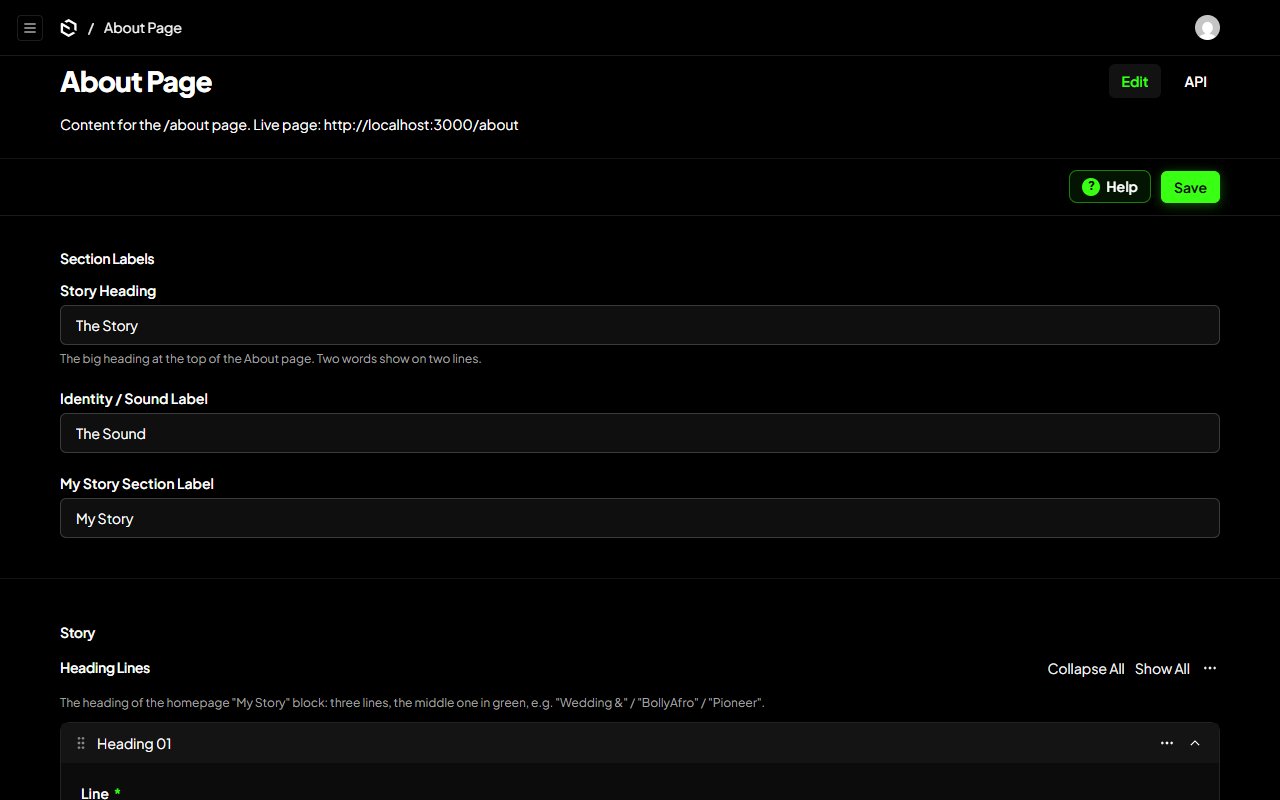 / About Page
About Page
Edit
API
Content for the /about page. Live page: http://localhost:3000/about
? Help
Save
Section Labels
Story Heading
The Story
The big heading at the top of the About page. Two words show on two lines.
Identity / Sound Label
The Sound
My Story Section Label
My Story
Story
Heading Lines
Collapse All
Show All
The heading of the homepage "My Story" block: three lines, the middle one in green, e.g. "Wedding &" / "BollyAfro" / "Pioneer".
Heading 01
Line *